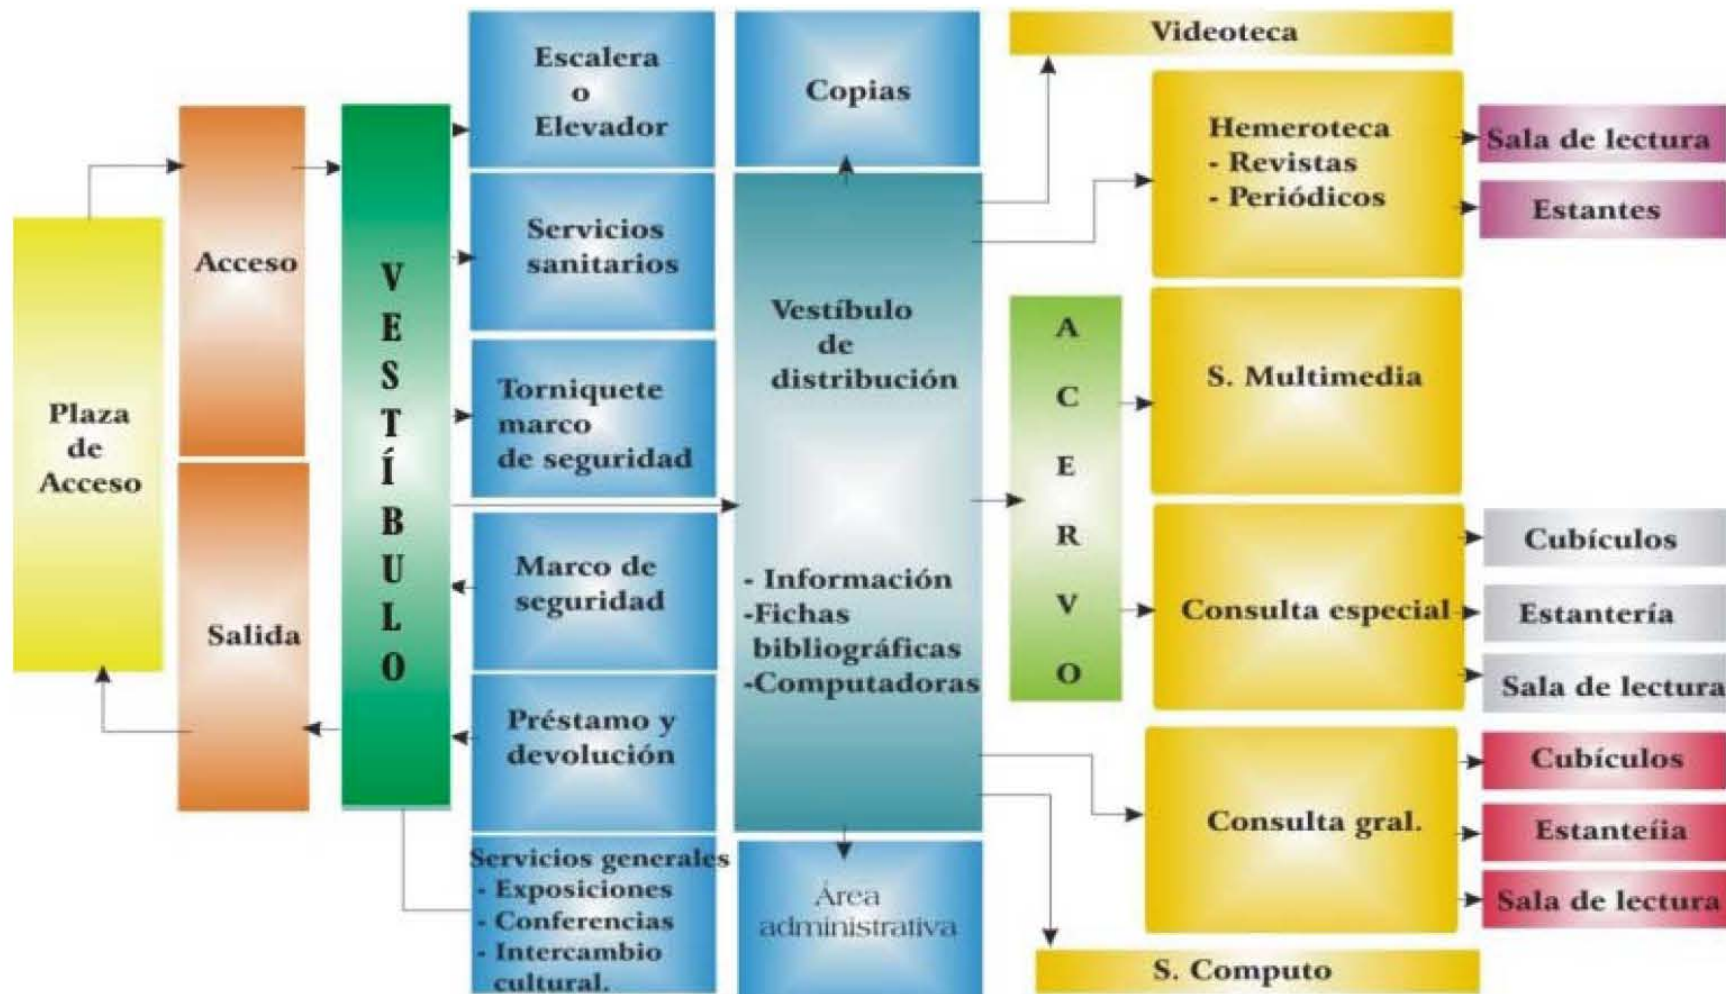 Plaza
de
Acceso
Acceso
Salida
VESTÍBULO
Escalera
o
Elevador
Servicios
sanitarios
Torniquete
marco
de seguridad
Marco de
seguridad
Préstamo y
devolución
Servicios generales
- Exposiciones
- Conferencias
- Intercambio
cultural.
Copias
Vestíbulo
de
distribución
- Información
-Fichas
bibliográficas
-Computadoras
Área
administrativa
ACERVO
Videoteca
Hemeroteca
- Revistas
- Periódicos
S. Multimedia
Consulta especial
Consulta gral.
S. Computo
Sala de lectura
Estantes
Cubículos
Estantería
Sala de lectura
Cubículos
Estanteíia
Sala de lectura